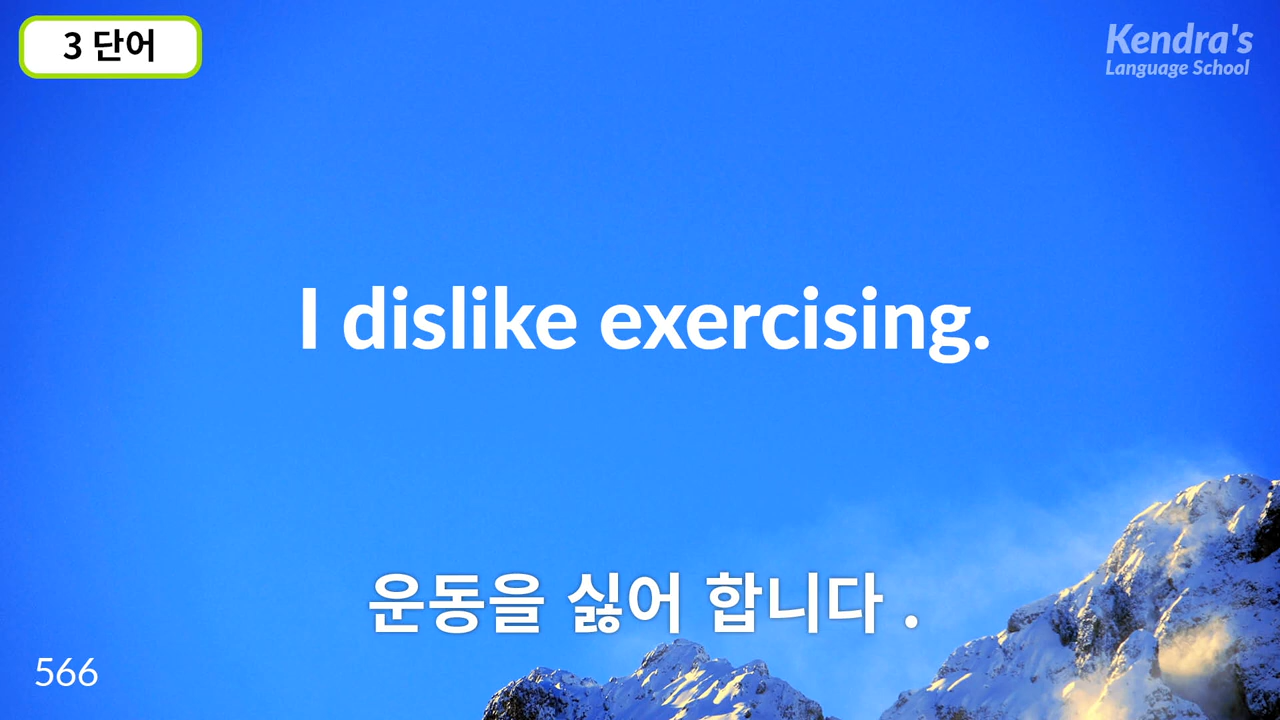 3 단어
Kendra's
Language School
I dislike exercising.
운동을 싫어 합니다 .
566